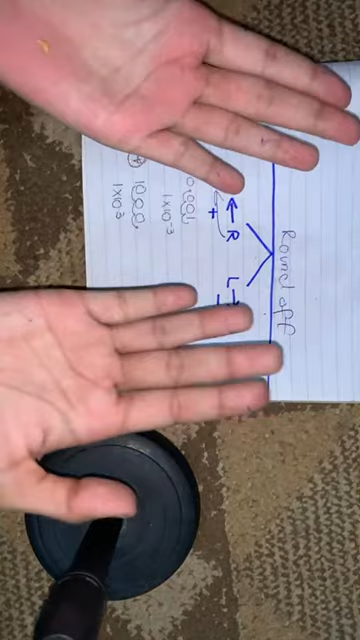 Round off
← R L
+
0.001
1×10⁻³
1000
1×10³